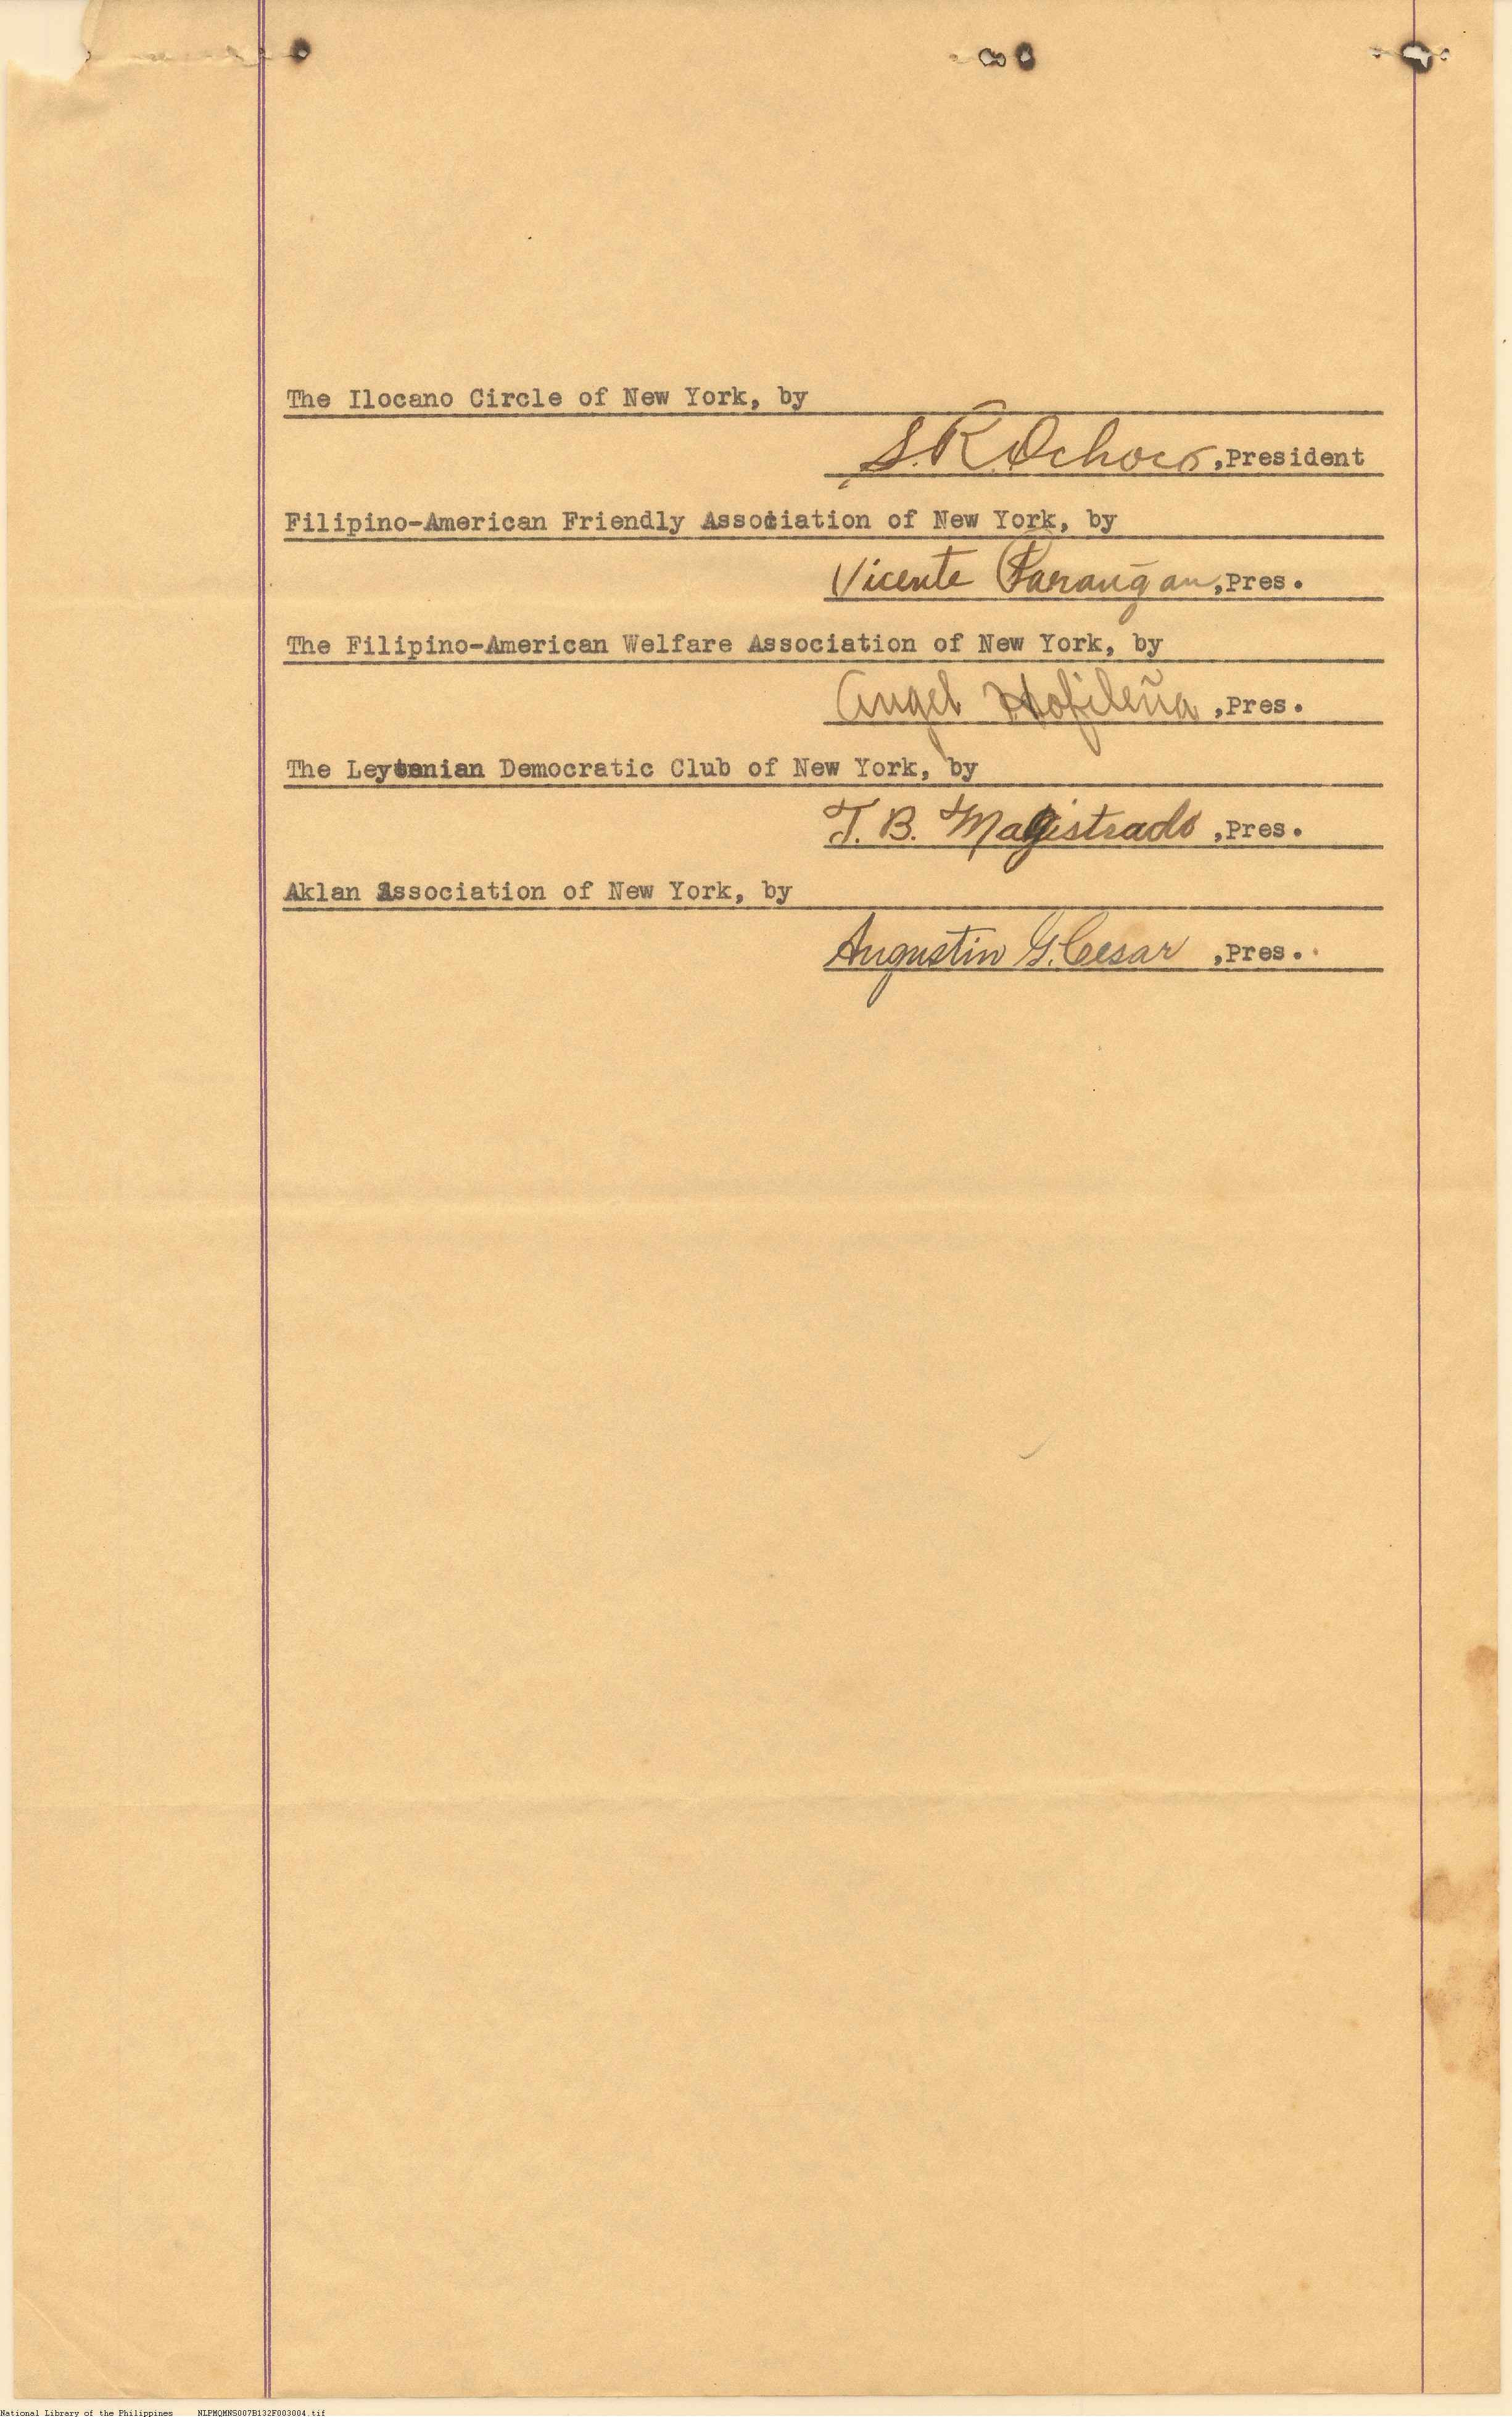 The Ilocano Circle of New York, by
S. R. Ochoco, President
Filipino-American Friendly Association of New York, by
Vicente Parangan, Pres.
The Filipino-American Welfare Association of New York, by
Angel Hofileña, Pres.
The Leytenian Democratic Club of New York, by
T. B. Magistrado, Pres.
Aklan Association of New York, by
Augustin G. Cesar, Pres.
National Library of the Philippines NLPMQMNS007B132F003004.tif